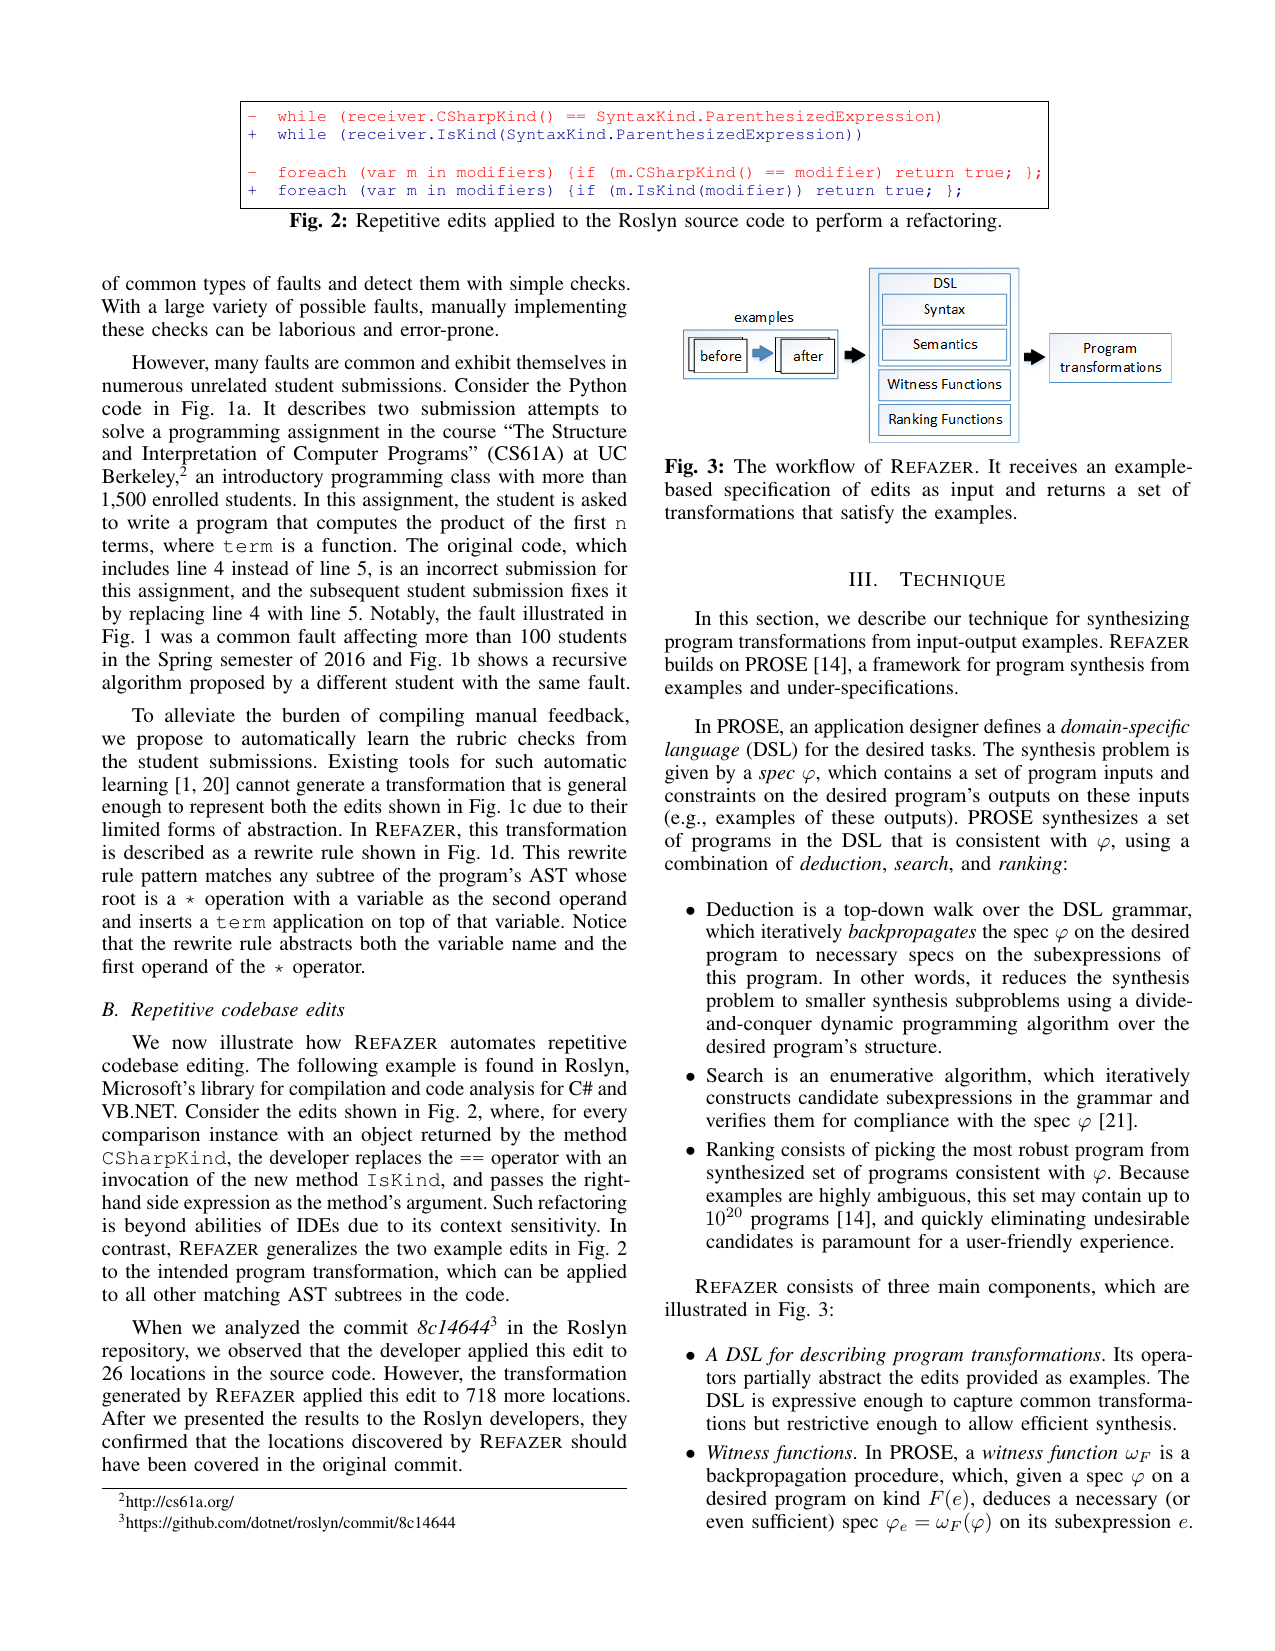 -  while (receiver.CSharpKind() == SyntaxKind.ParenthesizedExpression)
+  while (receiver.IsKind(SyntaxKind.ParenthesizedExpression))
-  foreach (var m in modifiers) {if (m.CSharpKind() == modifier) return true; };
+  foreach (var m in modifiers) {if (m.IsKind(modifier)) return true; };
Fig. 2: Repetitive edits applied to the Roslyn source code to perform a refactoring.
of common types of faults and detect them with simple checks.
With a large variety of possible faults, manually implementing
these checks can be laborious and error-prone.
However, many faults are common and exhibit themselves in
numerous unrelated student submissions. Consider the Python
code in Fig. 1a. It describes two submission attempts to
solve a programming assignment in the course “The Structure
and Interpretation of Computer Programs” (CS61A) at UC
Berkeley,2 an introductory programming class with more than
1,500 enrolled students. In this assignment, the student is asked
to write a program that computes the product of the first n
terms, where term is a function. The original code, which
includes line 4 instead of line 5, is an incorrect submission for
this assignment, and the subsequent student submission fixes it
by replacing line 4 with line 5. Notably, the fault illustrated in
Fig. 1 was a common fault affecting more than 100 students
in the Spring semester of 2016 and Fig. 1b shows a recursive
algorithm proposed by a different student with the same fault.
To alleviate the burden of compiling manual feedback,
we propose to automatically learn the rubric checks from
the student submissions. Existing tools for such automatic
learning [1, 20] cannot generate a transformation that is general
enough to represent both the edits shown in Fig. 1c due to their
limited forms of abstraction. In REFAZER, this transformation
is described as a rewrite rule shown in Fig. 1d. This rewrite
rule pattern matches any subtree of the program’s AST whose
root is a * operation with a variable as the second operand
and inserts a term application on top of that variable. Notice
that the rewrite rule abstracts both the variable name and the
first operand of the * operator.
B. Repetitive codebase edits
We now illustrate how REFAZER automates repetitive
codebase editing. The following example is found in Roslyn,
Microsoft’s library for compilation and code analysis for C# and
VB.NET. Consider the edits shown in Fig. 2, where, for every
comparison instance with an object returned by the method
CSharpKind, the developer replaces the == operator with an
invocation of the new method IsKind, and passes the right-
hand side expression as the method’s argument. Such refactoring
is beyond abilities of IDEs due to its context sensitivity. In
contrast, REFAZER generalizes the two example edits in Fig. 2
to the intended program transformation, which can be applied
to all other matching AST subtrees in the code.
When we analyzed the commit 8c146443 in the Roslyn
repository, we observed that the developer applied this edit to
26 locations in the source code. However, the transformation
generated by REFAZER applied this edit to 718 more locations.
After we presented the results to the Roslyn developers, they
confirmed that the locations discovered by REFAZER should
have been covered in the original commit.
2http://cs61a.org/
3https://github.com/dotnet/roslyn/commit/8c14644
examples
before
after
DSL
Syntax
Semantics
Witness Functions
Ranking Functions
Program
transformations
Fig. 3: The workflow of REFAZER. It receives an example-
based specification of edits as input and returns a set of
transformations that satisfy the examples.
III. TECHNIQUE
In this section, we describe our technique for synthesizing
program transformations from input-output examples. REFAZER
builds on PROSE [14], a framework for program synthesis from
examples and under-specifications.
In PROSE, an application designer defines a domain-specific
language (DSL) for the desired tasks. The synthesis problem is
given by a spec φ, which contains a set of program inputs and
constraints on the desired program’s outputs on these inputs
(e.g., examples of these outputs). PROSE synthesizes a set
of programs in the DSL that is consistent with φ, using a
combination of deduction, search, and ranking:
• Deduction is a top-down walk over the DSL grammar,
which iteratively backpropagates the spec φ on the desired
program to necessary specs on the subexpressions of
this program. In other words, it reduces the synthesis
problem to smaller synthesis subproblems using a divide-
and-conquer dynamic programming algorithm over the
desired program’s structure.
• Search is an enumerative algorithm, which iteratively
constructs candidate subexpressions in the grammar and
verifies them for compliance with the spec φ [21].
• Ranking consists of picking the most robust program from
synthesized set of programs consistent with φ. Because
examples are highly ambiguous, this set may contain up to
10^20 programs [14], and quickly eliminating undesirable
candidates is paramount for a user-friendly experience.
REFAZER consists of three main components, which are
illustrated in Fig. 3:
• A DSL for describing program transformations. Its opera-
tors partially abstract the edits provided as examples. The
DSL is expressive enough to capture common transforma-
tions but restrictive enough to allow efficient synthesis.
• Witness functions. In PROSE, a witness function ω_F is a
backpropagation procedure, which, given a spec φ on a
desired program on kind F(e), deduces a necessary (or
even sufficient) spec φ_e = ω_F(φ) on its subexpression e.